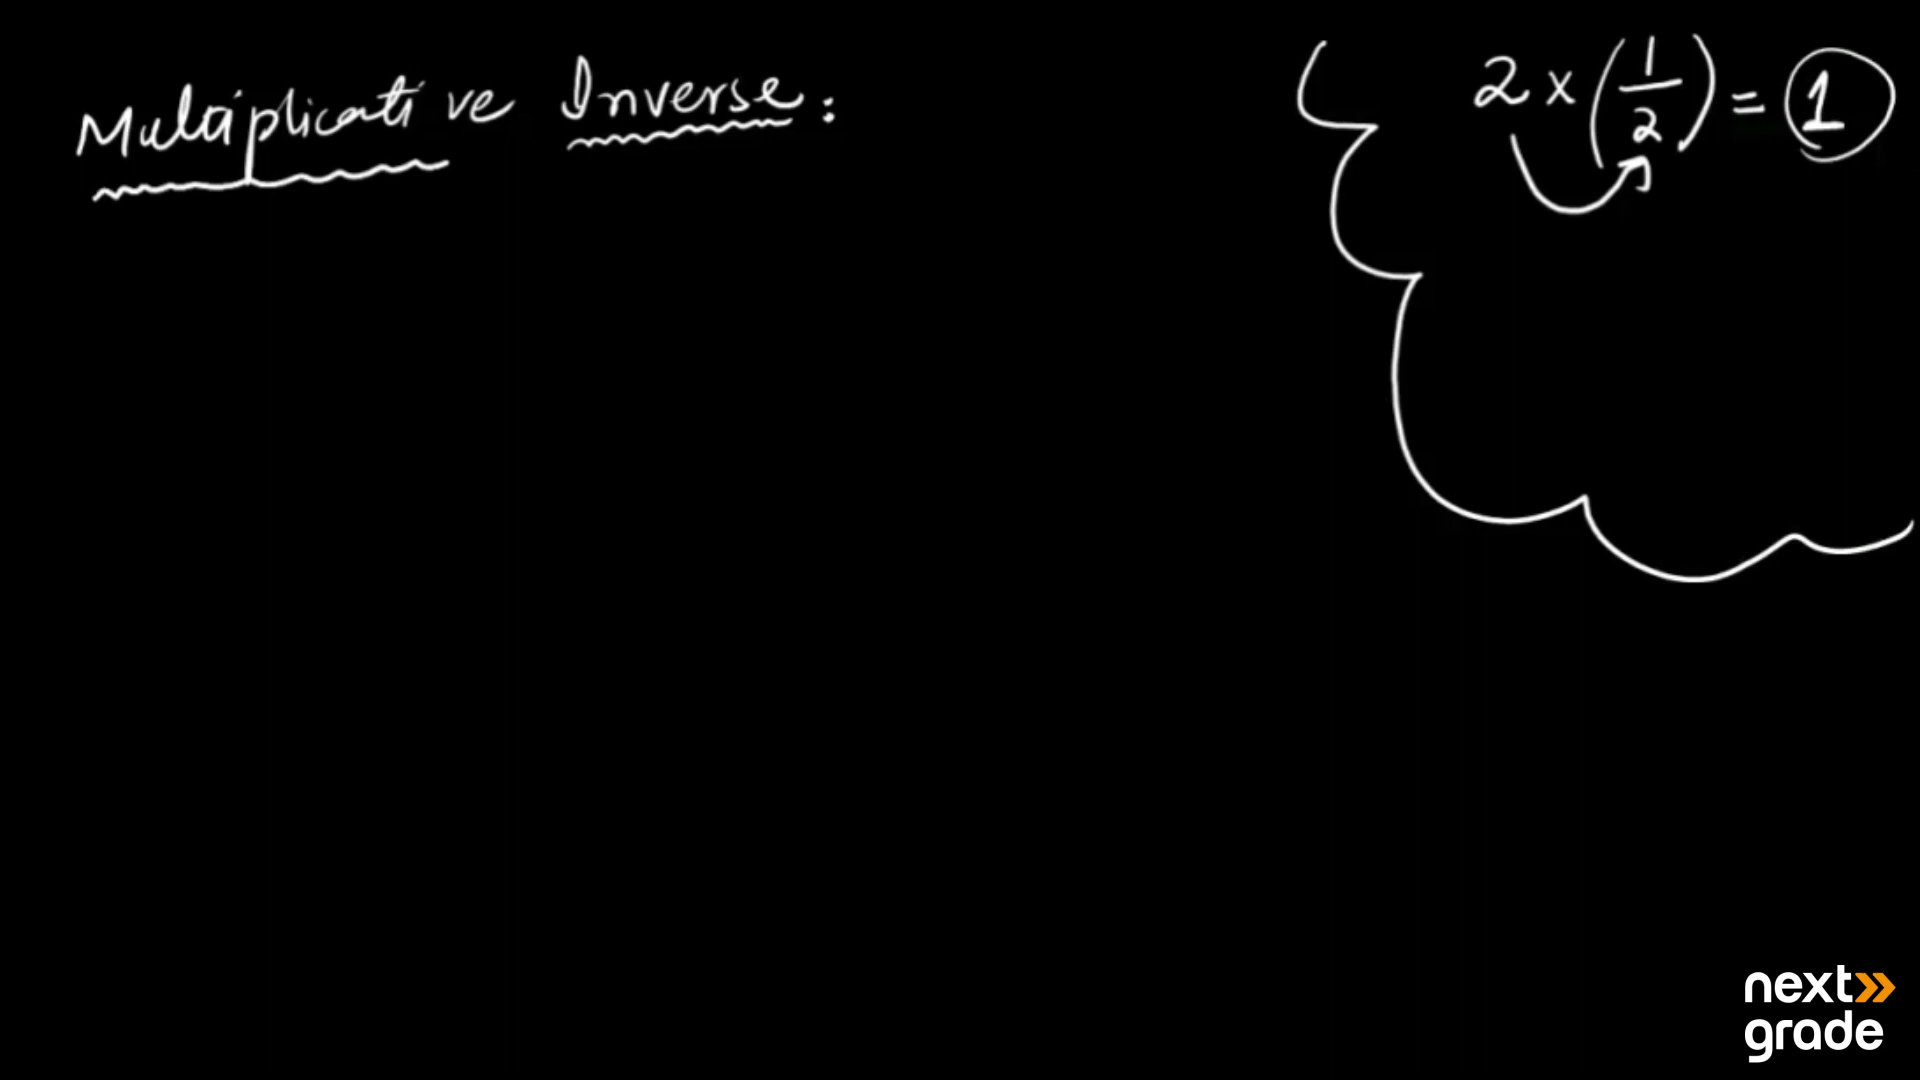 Multiplicative Inverse :
2 × (1/2) = 1
next
grade